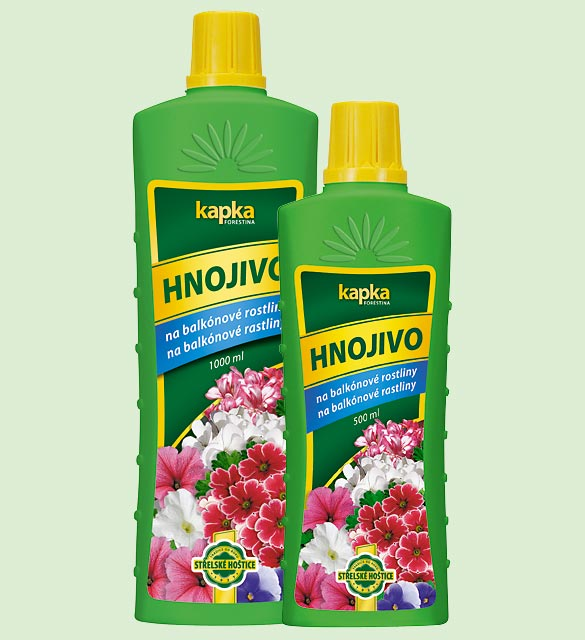 kapka
FORESTINA
HNOJIVO
na balkónové rostliny
na balkónové rastliny
1000 ml
STŘELSKÉ HOŠTICE
kapka
FORESTINA
HNOJIVO
na balkónové rostliny
na balkónové rastliny
500 ml
STŘELSKÉ HOŠTICE